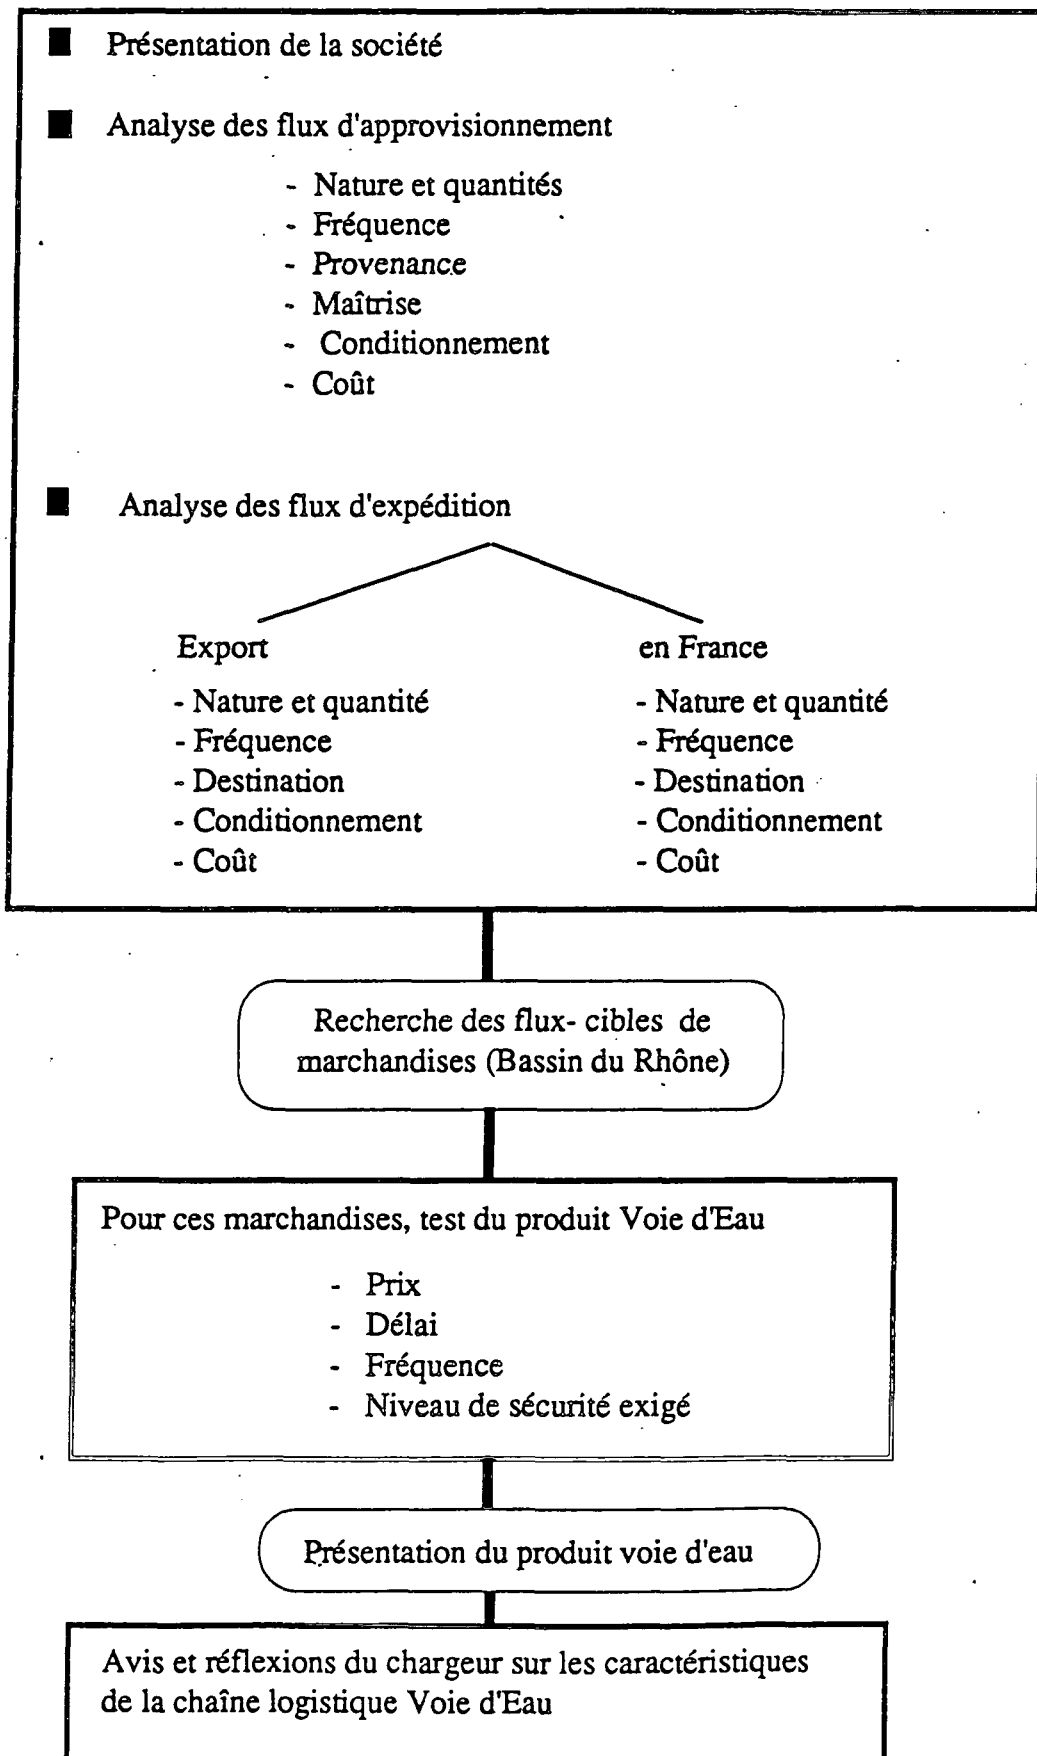 ■ Présentation de la société
■ Analyse des flux d'approvisionnement
- Nature et quantités
- Fréquence
- Provenance
- Maîtrise
- Conditionnement
- Coût
■ Analyse des flux d'expédition
Export
- Nature et quantité
- Fréquence
- Destination
- Conditionnement
- Coût
en France
- Nature et quantité
- Fréquence
- Destination
- Conditionnement
- Coût
Recherche des flux- cibles de
marchandises (Bassin du Rhône)
Pour ces marchandises, test du produit Voie d'Eau
- Prix
- Délai
- Fréquence
- Niveau de sécurité exigé
Présentation du produit voie d'eau
Avis et réflexions du chargeur sur les caractéristiques
de la chaîne logistique Voie d'Eau